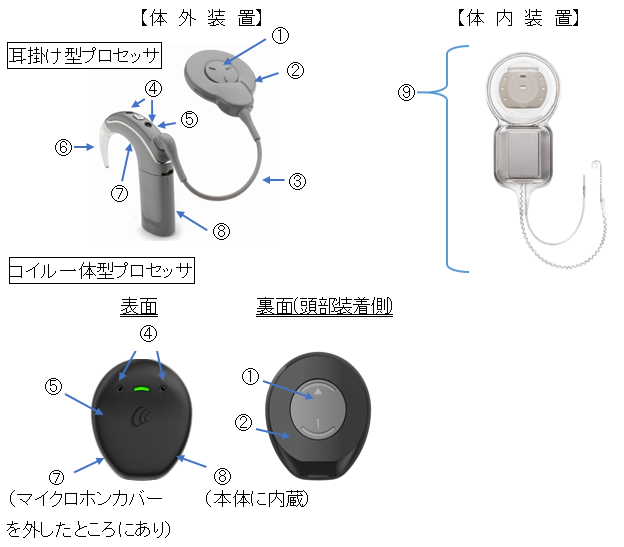 【体外装置】
【体内装置】
耳掛け型プロセッサ
①
②
④
⑤
⑥
⑦
③
⑧
⑨
コイル一体型プロセッサ
表面
裏面(頭部装着側)
④
⑤
①
②
⑦
⑧
（マイクロホンカバー
を外したところにあり）
（本体に内蔵）